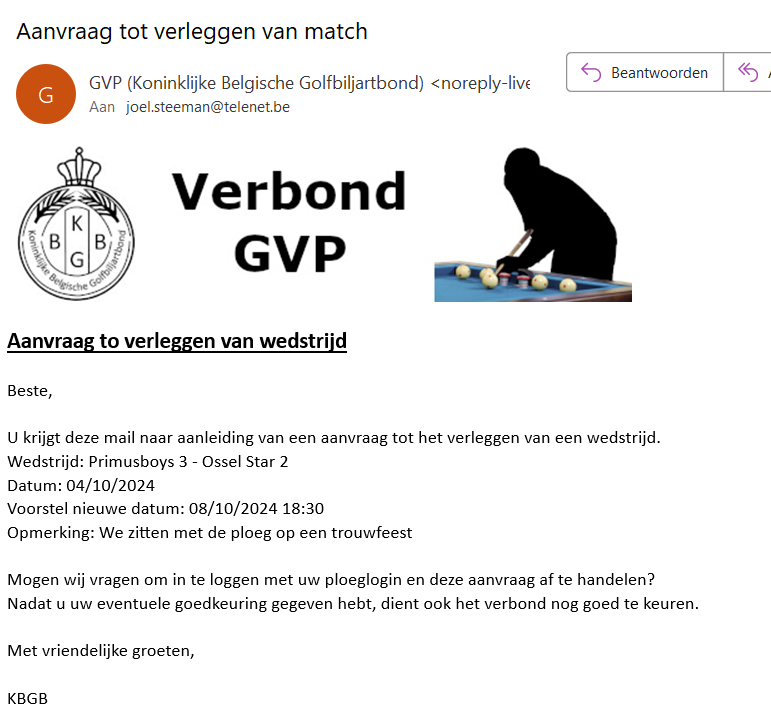 Aanvraag tot verleggen van match
G
GVP (Koninklijke Belgische Golfbiljartbond) <noreply-live
Aan joel.steeman@telenet.be
Beantwoorden
K
B B
G
Koninklijke Belgische Golfbiljartbond
Verbond
GVP
Aanvraag to verleggen van wedstrijd
Beste,
U krijgt deze mail naar aanleiding van een aanvraag tot het verleggen van een wedstrijd.
Wedstrijd: Primusboys 3 - Ossel Star 2
Datum: 04/10/2024
Voorstel nieuwe datum: 08/10/2024 18:30
Opmerking: We zitten met de ploeg op een trouwfeest
Mogen wij vragen om in te loggen met uw ploeglogin en deze aanvraag af te handelen?
Nadat u uw eventuele goedkeuring gegeven hebt, dient ook het verbond nog goed te keuren.
Met vriendelijke groeten,
KBGB